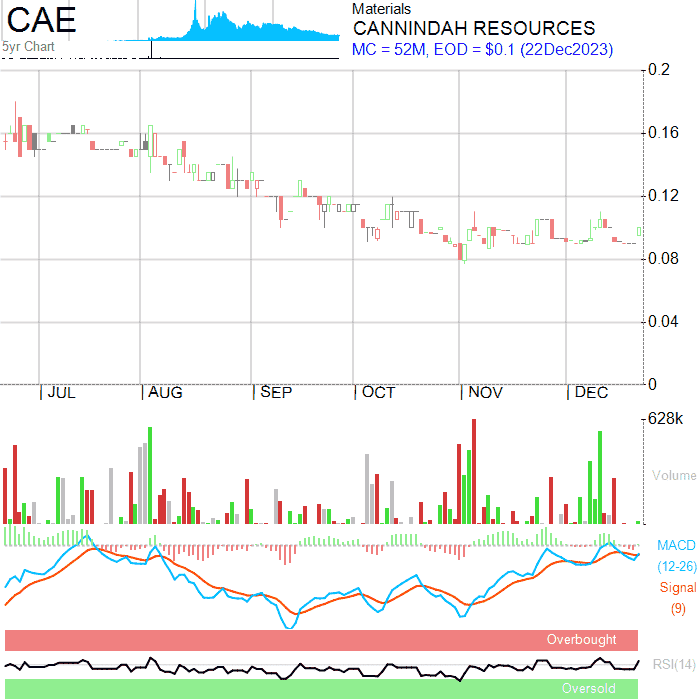 CAE
5yr Chart
Materials
CANNINDAH RESOURCES
MC = 52M, EOD = $0.1 (22Dec2023)
0.2
0.16
0.12
0.08
0.04
0
JUL AUG SEP OCT NOV DEC
628k
Volume
MACD
(12-26)
Signal
(9)
Overbought
RSI(14)
Oversold